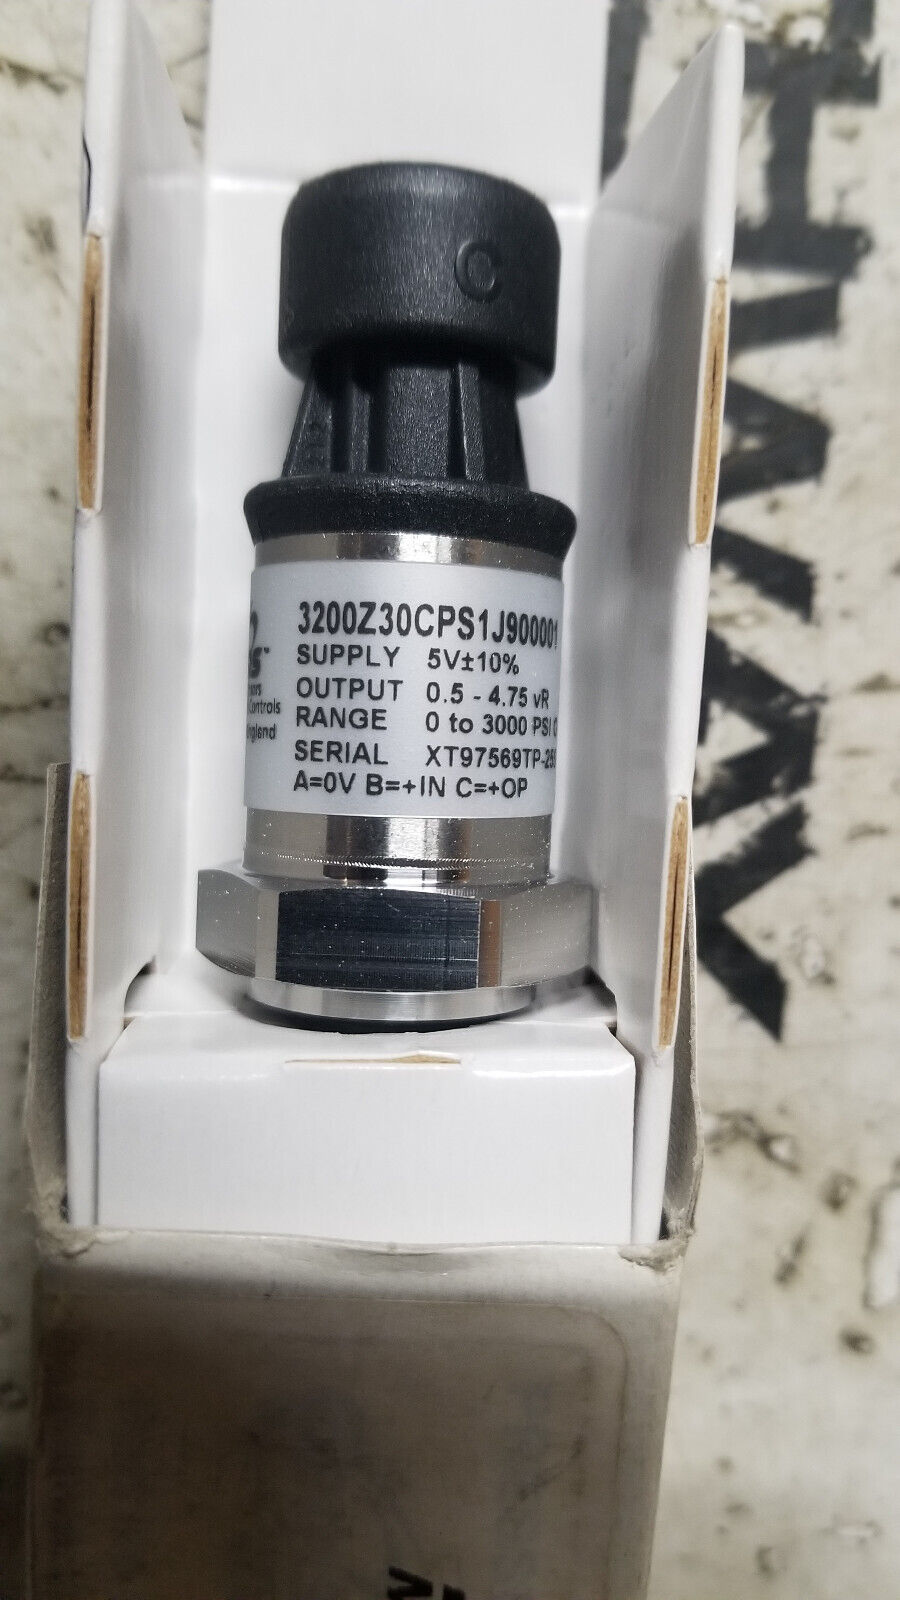 C
3200Z30CPS1J900001
SUPPLY 5V±10%
OUTPUT 0.5 - 4.75 vR
RANGE 0 to 3000 PSI
SERIAL XT97569TP-
A=0V B=+IN C=+OP